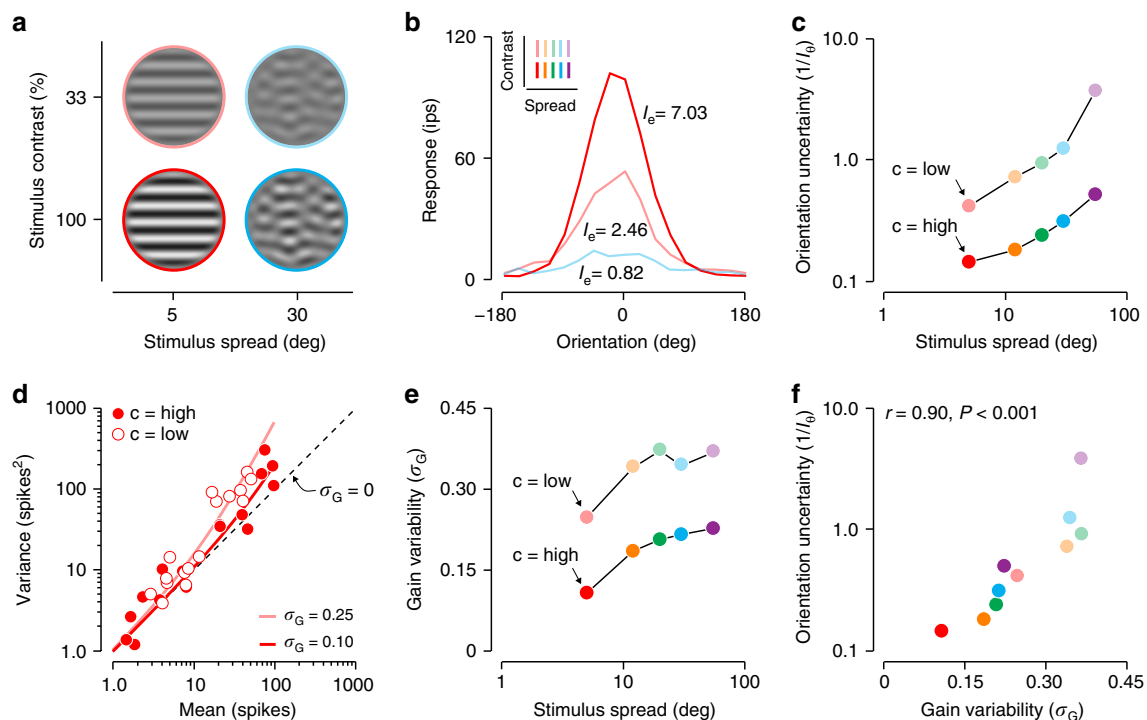 a
Stimulus contrast (%)
33
100
5
30
Stimulus spread (deg)
b
Response (ips)
120
60
0
Contrast
Spread
I_e = 7.03
I_e = 2.46
I_e = 0.82
−180
0
180
Orientation (deg)
c
Orientation uncertainty (1/I_θ)
10.0
1.0
0.1
c = low
c = high
1
10
100
Stimulus spread (deg)
d
Variance (spikes²)
1000
100
10
1.0
c = high
c = low
σ_G = 0
σ_G = 0.25
σ_G = 0.10
1.0
10
100
1000
Mean (spikes)
e
Gain variability (σ_G)
0.45
0.30
0.15
0
c = low
c = high
1
10
100
Stimulus spread (deg)
f
Orientation uncertainty (1/I_θ)
10.0
1.0
0.1
r = 0.90, P < 0.001
0
0.15
0.30
0.45
Gain variability (σ_G)